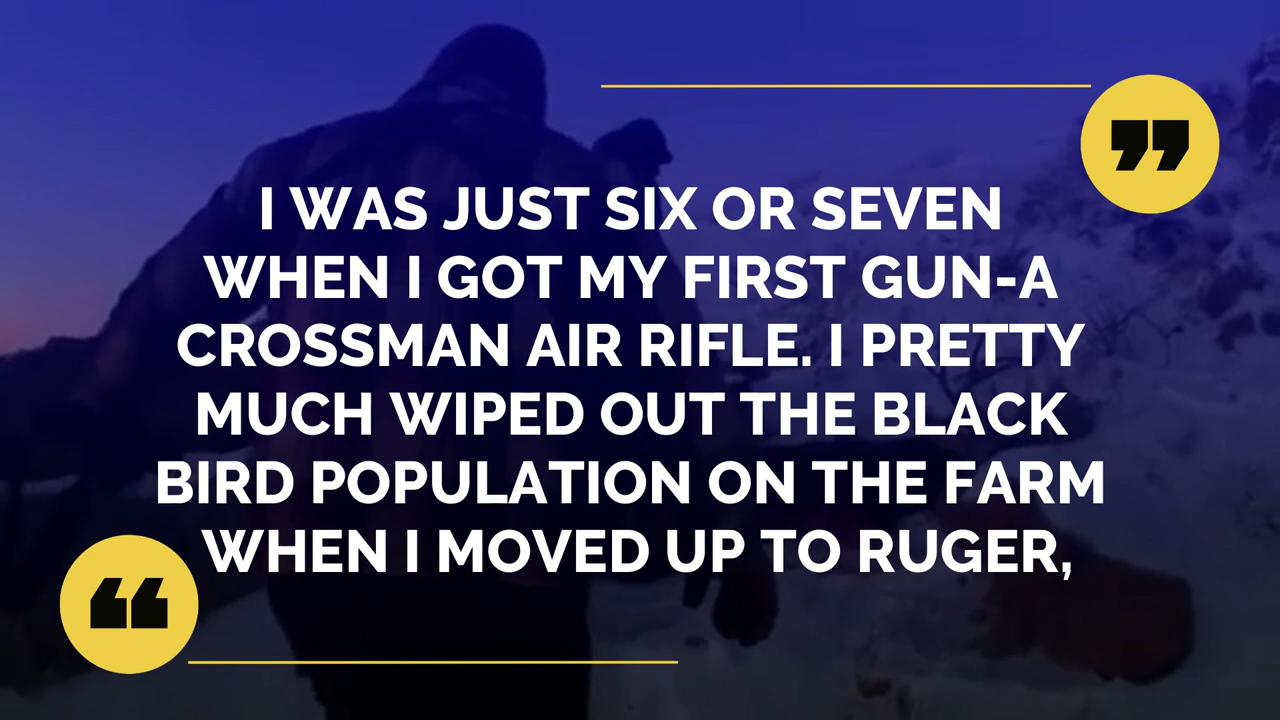 I WAS JUST SIX OR SEVEN
WHEN I GOT MY FIRST GUN-A
CROSSMAN AIR RIFLE. I PRETTY
MUCH WIPED OUT THE BLACK
BIRD POPULATION ON THE FARM
WHEN I MOVED UP TO RUGER,